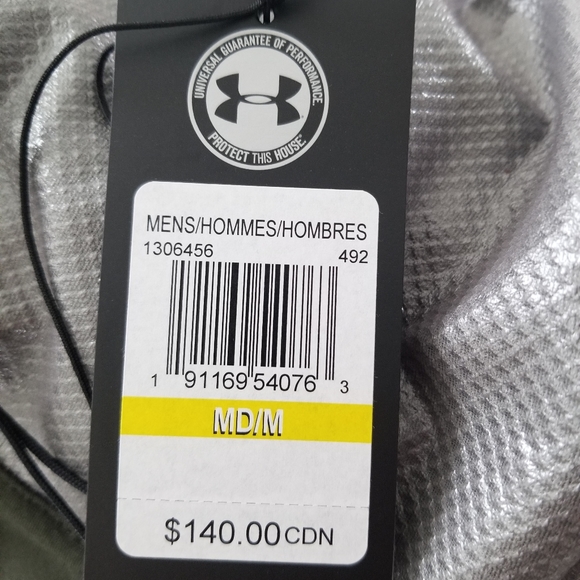 UNIVERSAL GUARANTEE OF PERFORMANCE.
PROTECT THIS HOUSE
MENS/HOMMES/HOMBRES
1306456 492
1 91169 54076 3
MD/M
$140.00 CDN